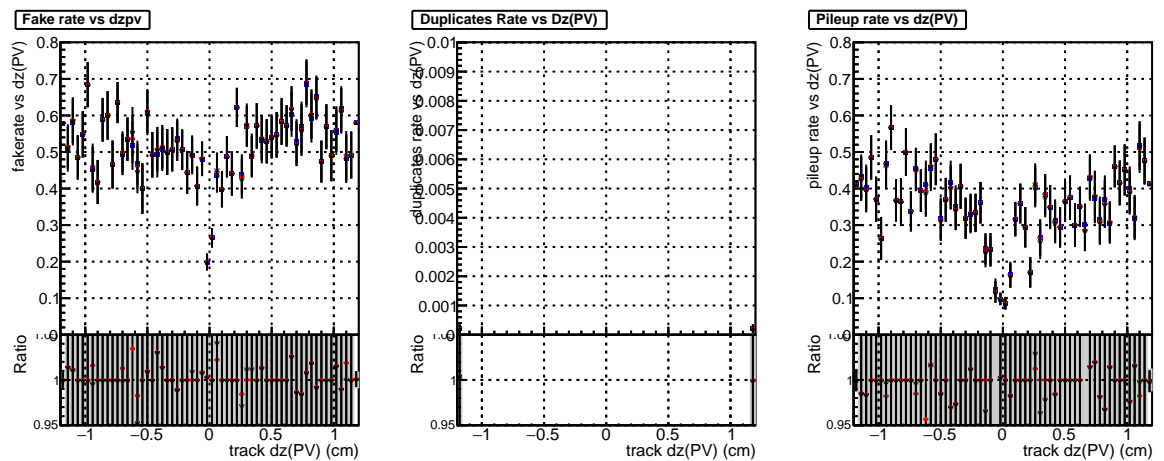 Fake rate vs dzpv
fakerate vs dz(PV)
0.8
0.7
0.6
0.5
0.4
0.3
0.2
0.1
0
Ratio
1
0.95
−1 −0.5 0 0.5 1
track dz(PV) (cm)
Duplicates Rate vs Dz(PV)
duplicates rate vs dz(PV)
0.01
0.009
0.008
0.007
0.006
0.005
0.004
0.003
0.002
0.001
0
Ratio
1
0.95
−1 −0.5 0 0.5 1
track dz(PV) (cm)
Pileup rate vs dz(PV)
pileup rate vs dz(PV)
0.8
0.7
0.6
0.5
0.4
0.3
0.2
0.1
0
Ratio
1
0.95
−1 −0.5 0 0.5 1
track dz(PV) (cm)